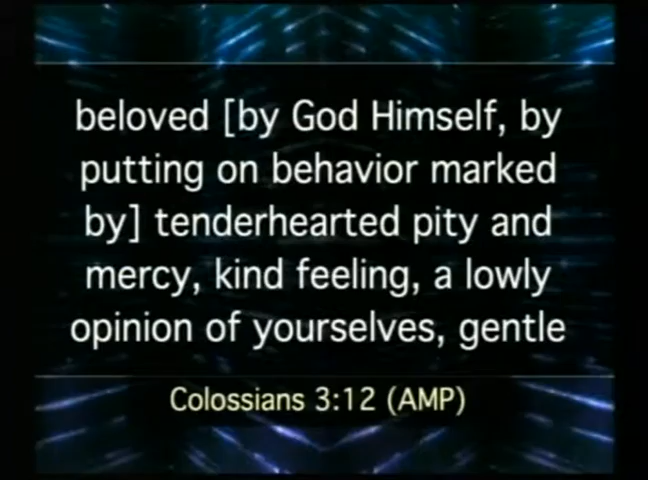 beloved [by God Himself, by
putting on behavior marked
by] tenderhearted pity and
mercy, kind feeling, a lowly
opinion of yourselves, gentle
Colossians 3:12 (AMP)